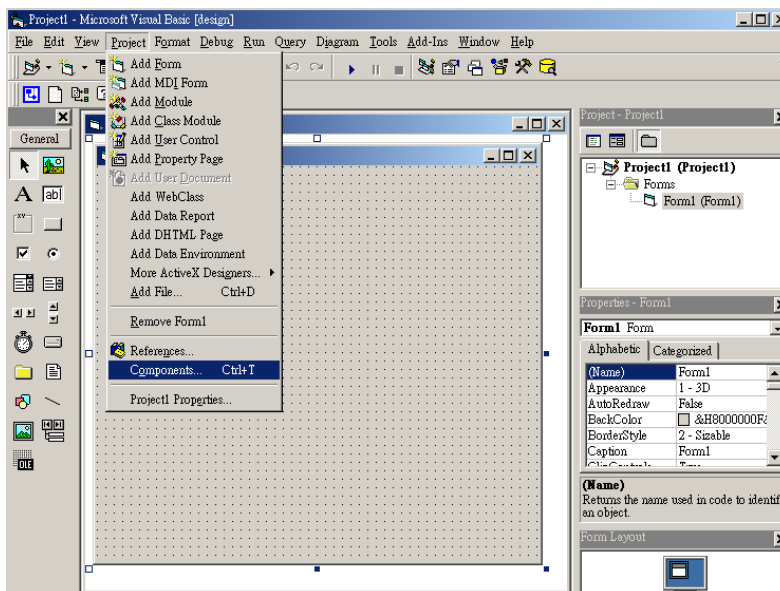 Project1 - Microsoft Visual Basic [design]
File Edit View Project Format Debug Run Query Diagram Tools Add-Ins Window Help
Add Form
Add MDI Form
Add Module
Add Class Module
Add User Control
Add Property Page
Add User Document
Add WebClass
Add Data Report
Add DHTML Page
Add Data Environment
More ActiveX Designers...
Add File... Ctrl+D
Remove Form1
References...
Components... Ctrl+T
Project1 Properties...
General
A ab|
XV
OLE
Project - Project1
Project1 (Project1)
Forms
Form1 (Form1)
Properties - Form1
Form1 Form
Alphabetic Categorized
(Name) Form1
Appearance 1 - 3D
AutoRedraw False
BackColor &H8000000F&
BorderStyle 2 - Sizable
Caption Form1
ClipControls True
(Name)
Returns the name used in code to identif
an object.
Form Layout